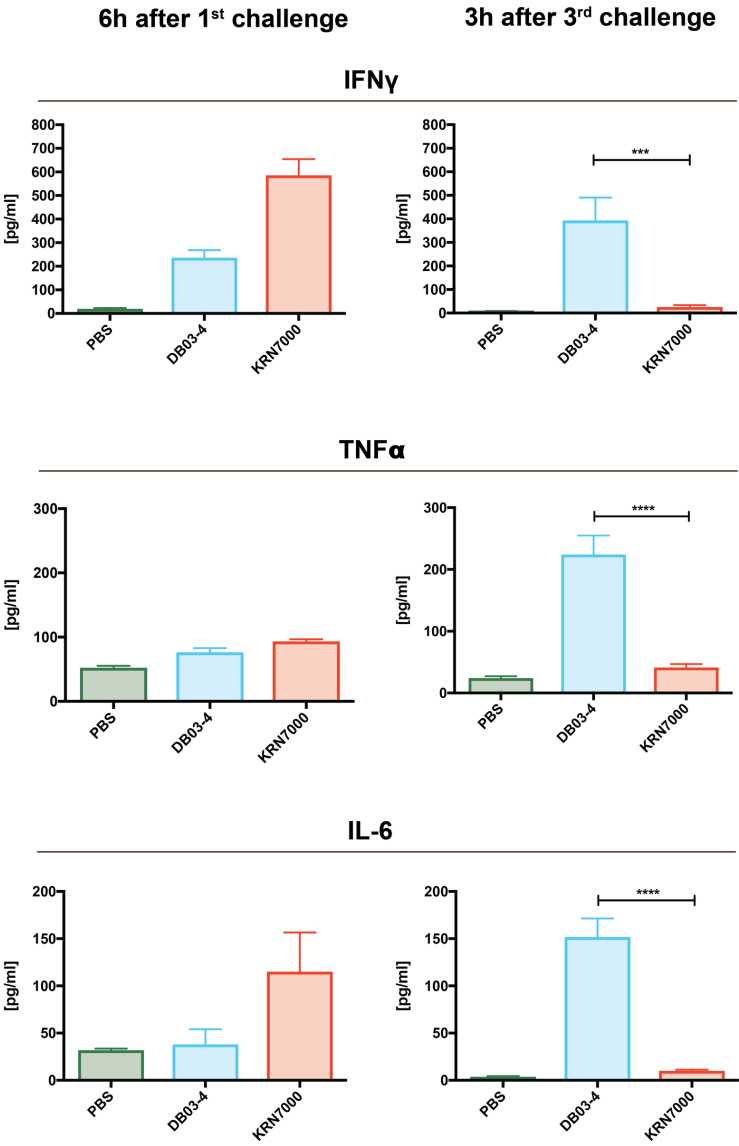 6h after 1st challenge
3h after 3rd challenge
IFNγ
800
700
600
500
400
300
200
100
0
[pg/ml]
PBS
DB03-4
KRN7000
800
700
600
500
400
300
200
100
0
[pg/ml]
***
PBS
DB03-4
KRN7000
TNFα
300
200
100
0
[pg/ml]
PBS
DB03-4
KRN7000
300
200
100
0
[pg/ml]
****
PBS
DB03-4
KRN7000
IL-6
200
150
100
50
0
[pg/ml]
PBS
DB03-4
KRN7000
200
150
100
50
0
[pg/ml]
****
PBS
DB03-4
KRN7000